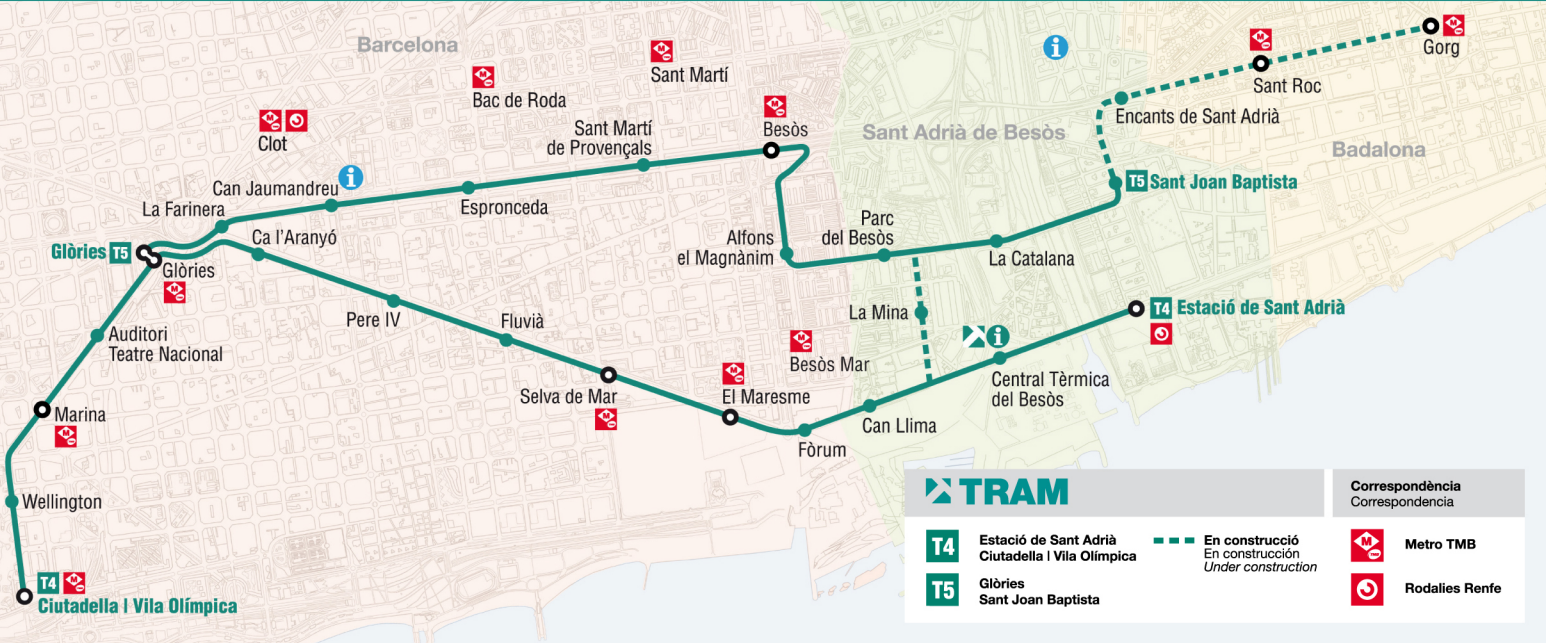 Barcelona
Sant Adrià de Besòs
Badalona
Gorg
Sant Roc
Encants de Sant Adrià
T5 Sant Joan Baptista
Sant Martí
Bac de Roda
Clot
Besòs
Sant Martí
de Provençals
Espronceda
Can Jaumandreu
La Farinera
Glòries T5
Glòries
Ca l'Aranyó
Alfons
el Magnànim
Parc
del Besòs
La Catalana
La Mina
T4 Estació de Sant Adrià
Pere IV
Fluvià
Auditori
Teatre Nacional
Besòs Mar
Selva de Mar
El Maresme
Central Tèrmica
del Besòs
Can Llima
Fòrum
Marina
Wellington
T4
Ciutadella | Vila Olímpica
TRAM
T4 Estació de Sant Adrià
Ciutadella | Vila Olímpica
T5 Glòries
Sant Joan Baptista
En construcció
En construcción
Under construction
Correspondència
Correspondencia
Metro TMB
Rodalies Renfe